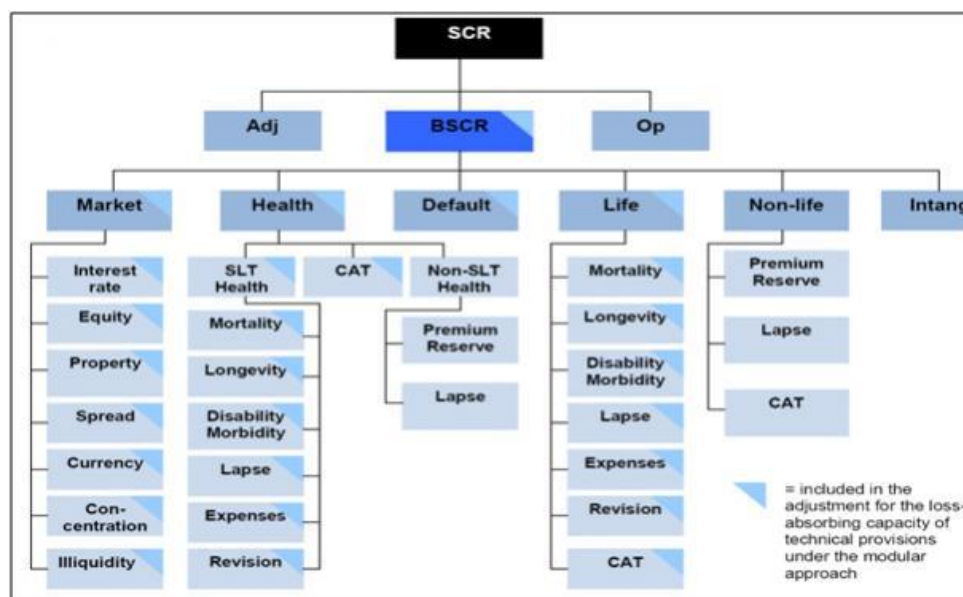 SCR
Adj
BSCR
Op
Market
Health
Default
Life
Non-life
Intang
Interest
rate
Equity
Property
Spread
Currency
Con-
centration
Illiquidity
SLT
Health
CAT
Non-SLT
Health
Mortality
Longevity
Disability
Morbidity
Lapse
Expenses
Revision
Premium
Reserve
Lapse
Mortality
Longevity
Disability
Morbidity
Lapse
Expenses
Revision
CAT
Premium
Reserve
Lapse
CAT
= included in the
adjustment for the loss-
absorbing capacity of
technical provisions
under the modular
approach